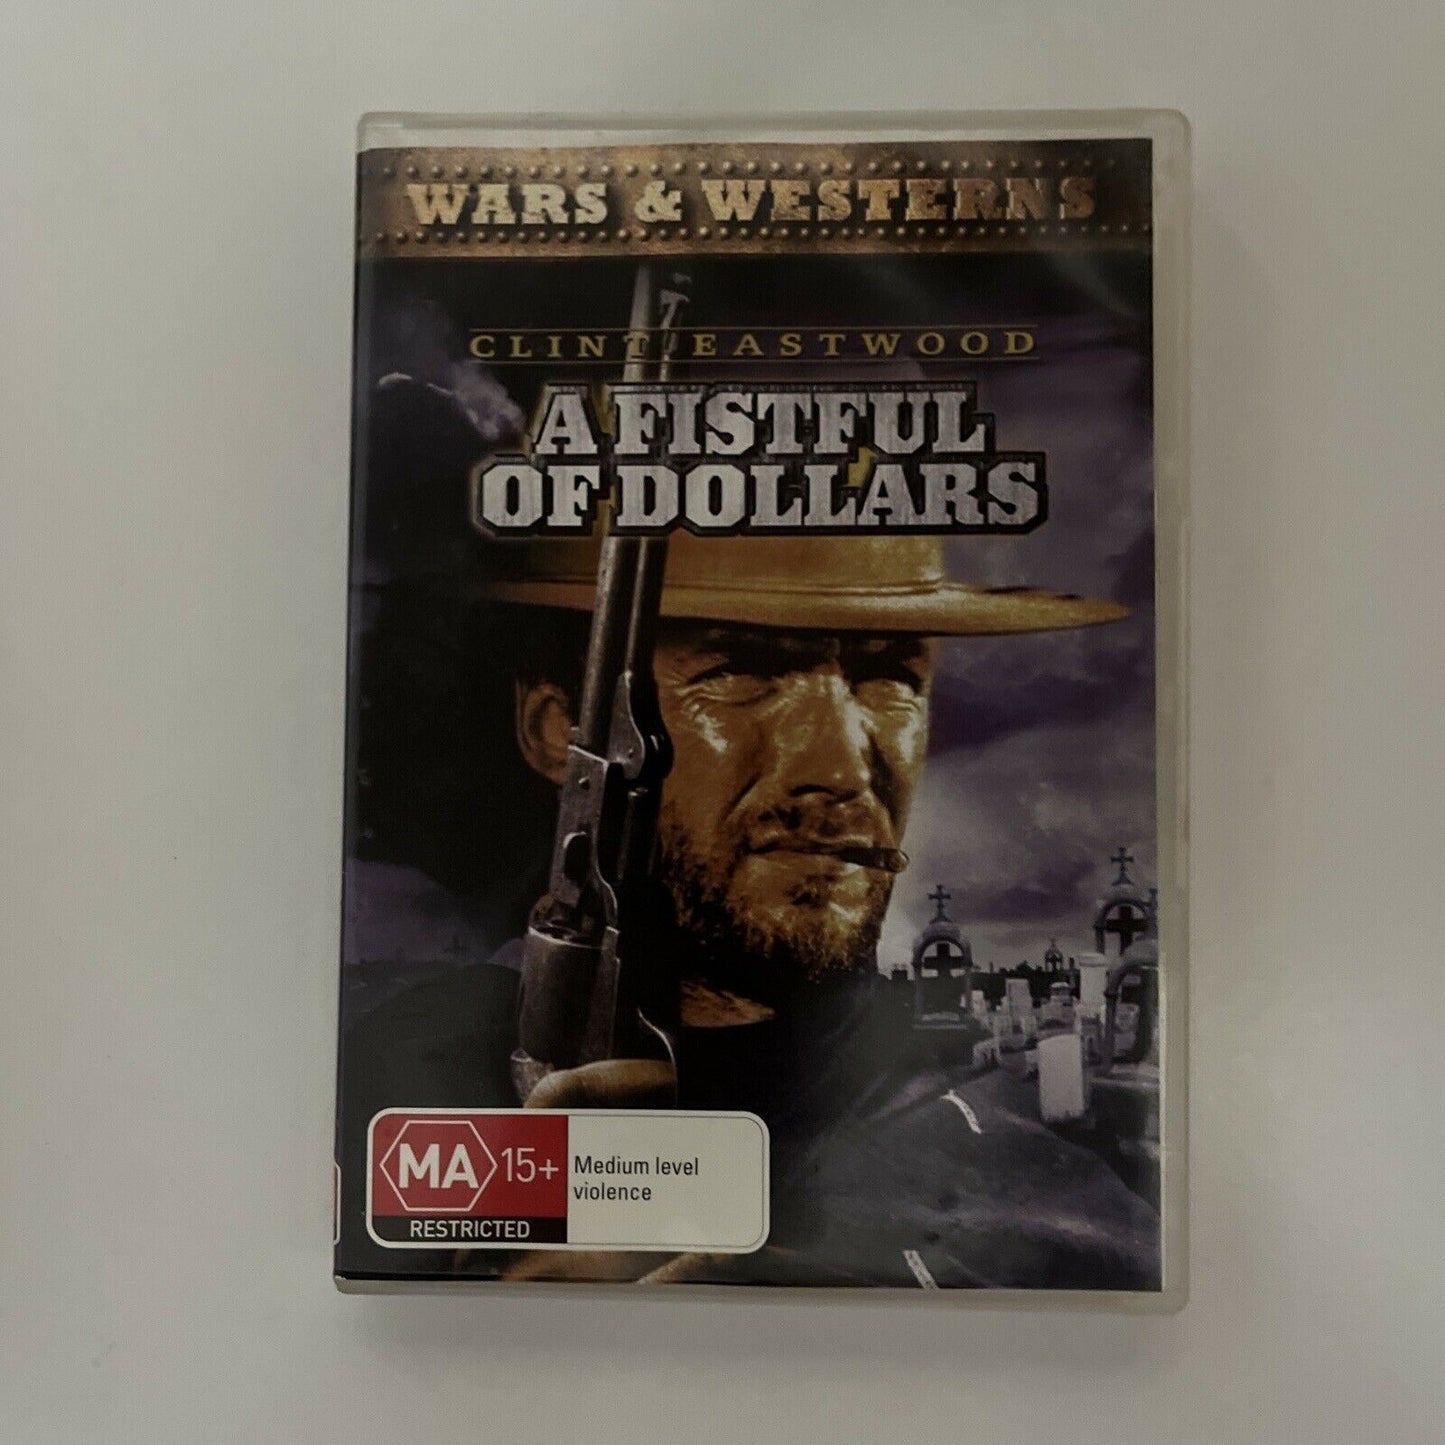 WARS & WESTERNS
CLINT EASTWOOD
A FISTFUL
OF DOLLARS
MA 15+
RESTRICTED
Medium level
violence